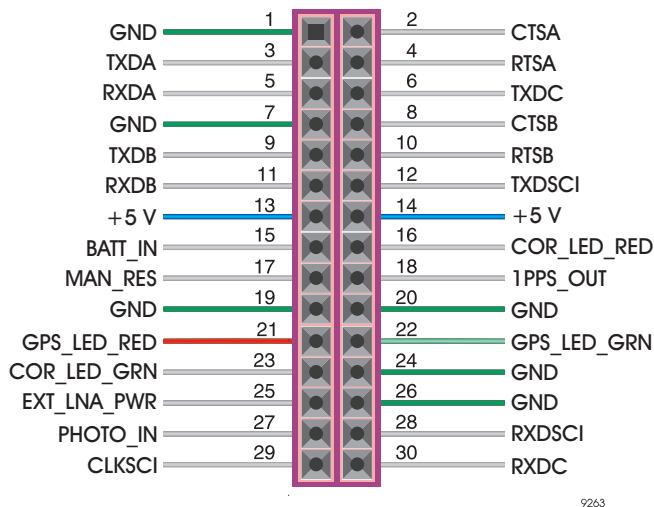 GND 1 2 CTSA
TXDA 3 4 RTSA
RXDA 5 6 TXDC
GND 7 8 CTSB
TXDB 9 10 RTSB
RXDB 11 12 TXDSCI
+5 V 13 14 +5 V
BATT_IN 15 16 COR_LED_RED
MAN_RES 17 18 1PPS_OUT
GND 19 20 GND
GPS_LED_RED 21 22 GPS_LED_GRN
COR_LED_GRN 23 24 GND
EXT_LNA_PWR 25 26 GND
PHOTO_IN 27 28 RXDSCI
CLKSCI 29 30 RXDC
9263